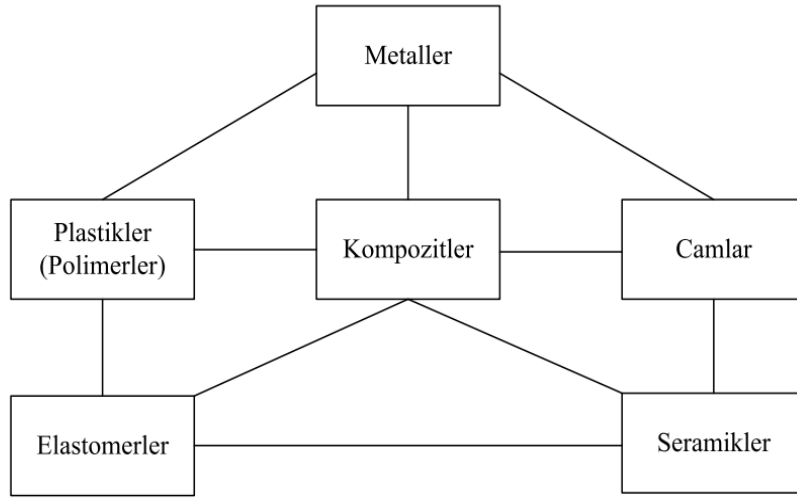 Metaller
Plastikler
(Polimerler)
Kompozitler
Camlar
Elastomerler
Seramikler